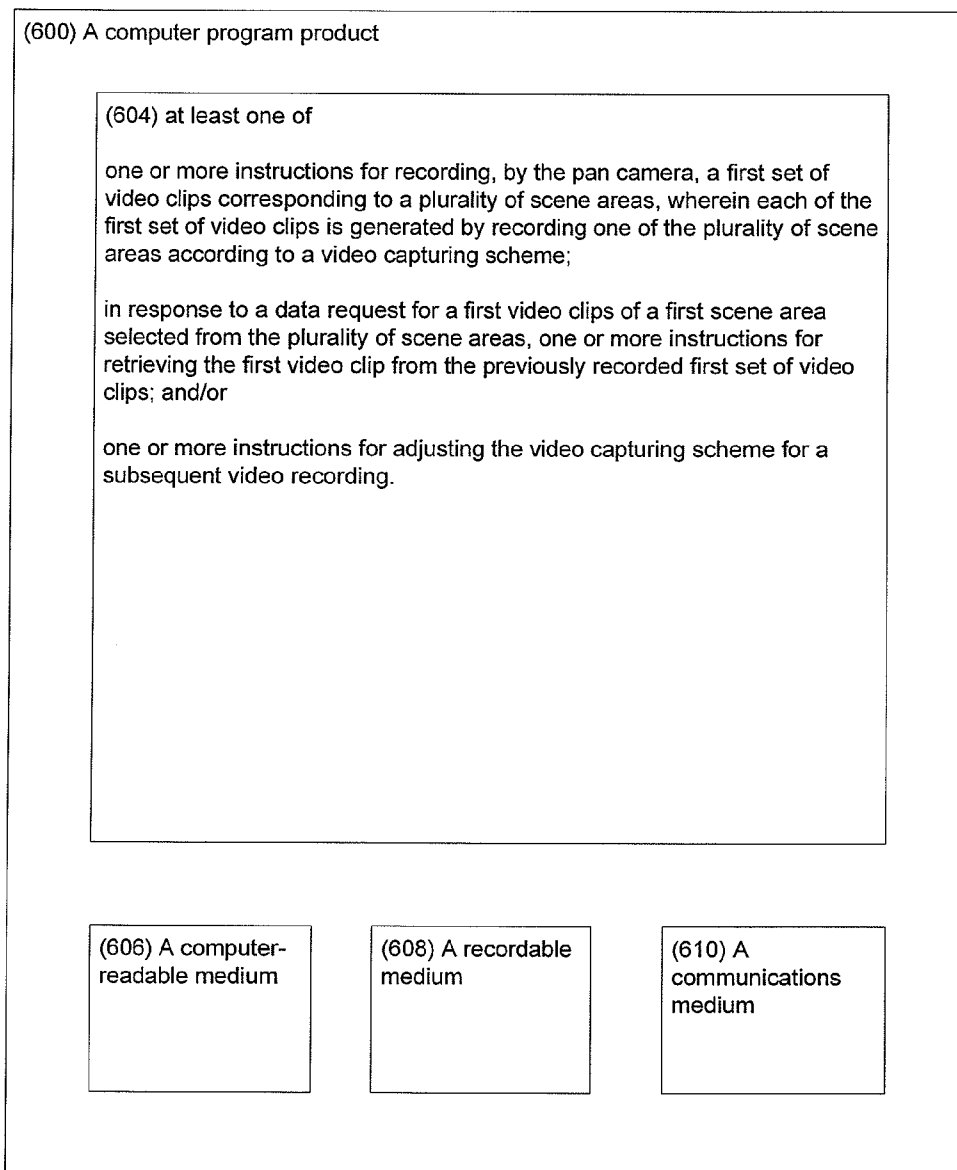 (600) A computer program product
(604) at least one of
one or more instructions for recording, by the pan camera, a first set of
video clips corresponding to a plurality of scene areas, wherein each of the
first set of video clips is generated by recording one of the plurality of scene
areas according to a video capturing scheme;
in response to a data request for a first video clips of a first scene area
selected from the plurality of scene areas, one or more instructions for
retrieving the first video clip from the previously recorded first set of video
clips; and/or
one or more instructions for adjusting the video capturing scheme for a
subsequent video recording.
(606) A computer-
readable medium
(608) A recordable
medium
(610) A
communications
medium